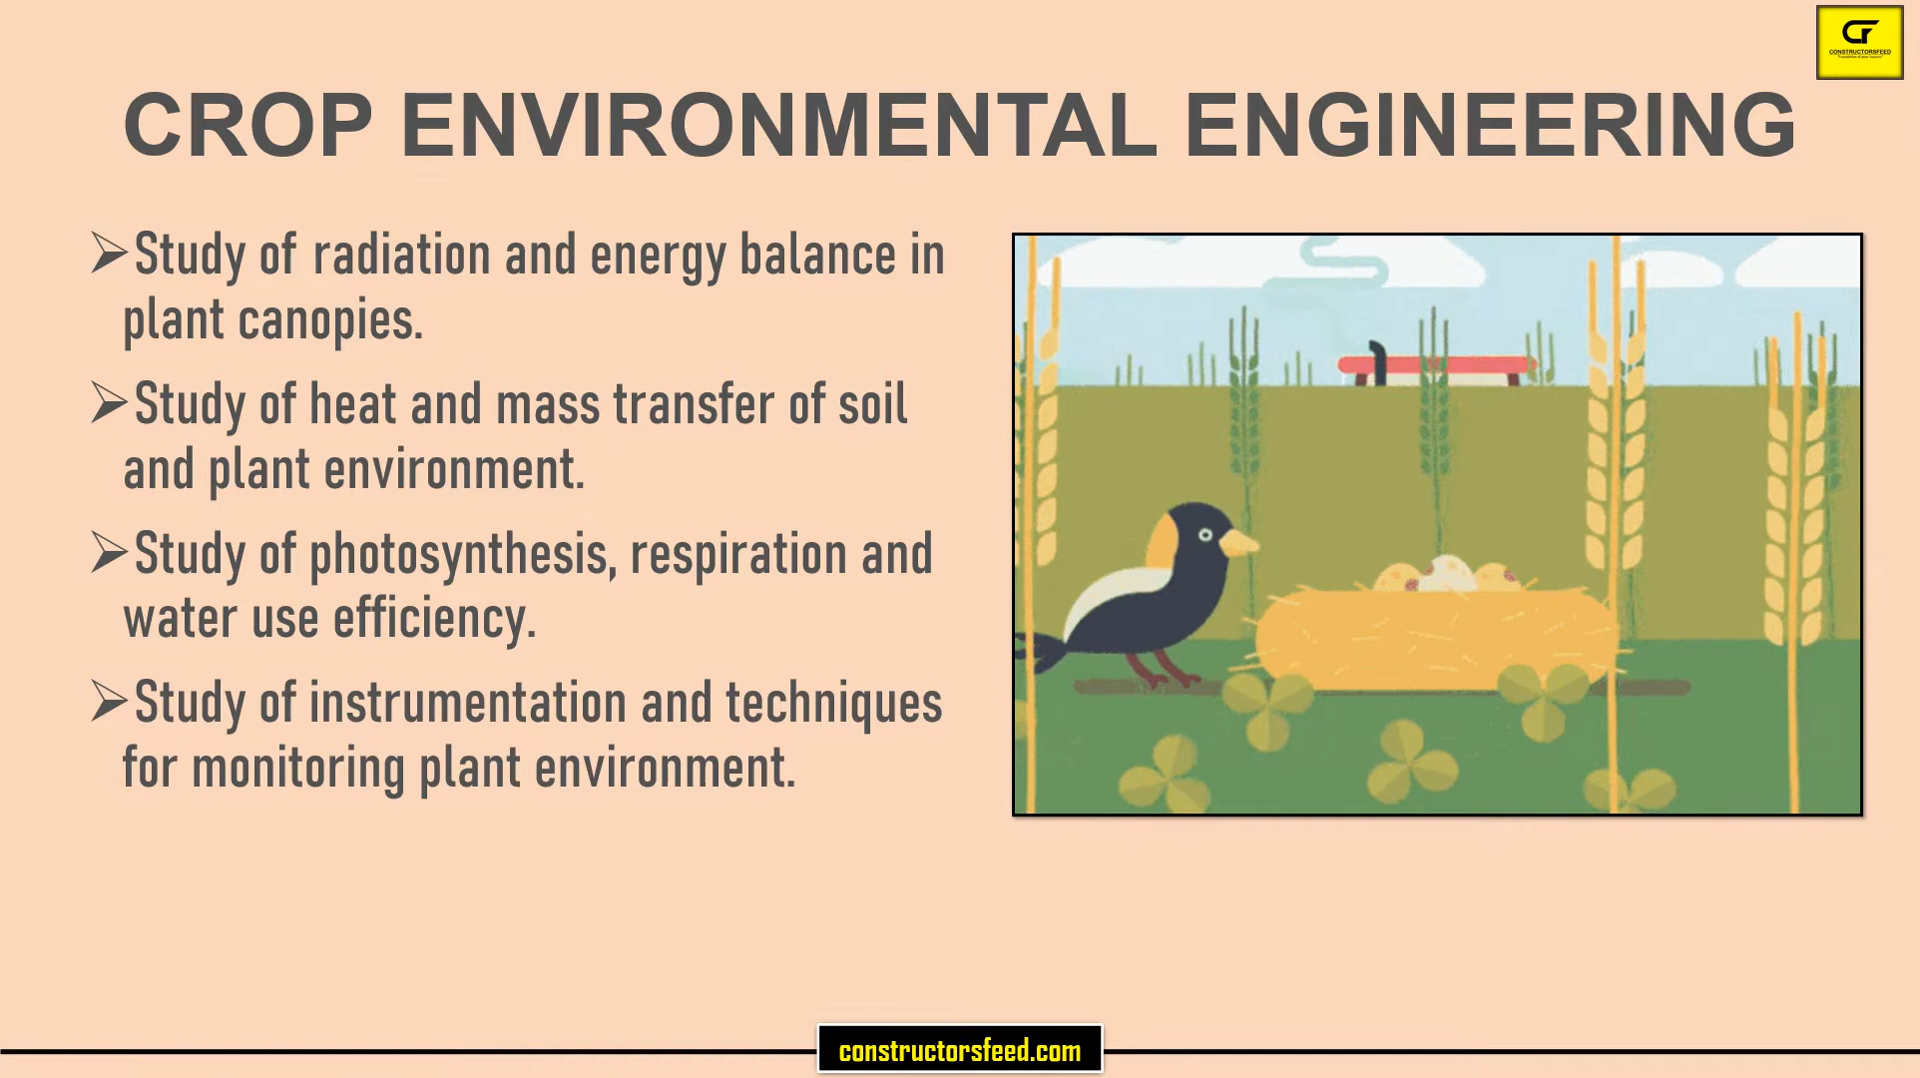 CF
CONSTRUCTORSFEED
CROP ENVIRONMENTAL ENGINEERING
➢Study of radiation and energy balance in
plant canopies.
➢Study of heat and mass transfer of soil
and plant environment.
➢Study of photosynthesis, respiration and
water use efficiency.
➢Study of instrumentation and techniques
for monitoring plant environment.
constructorsfeed.com